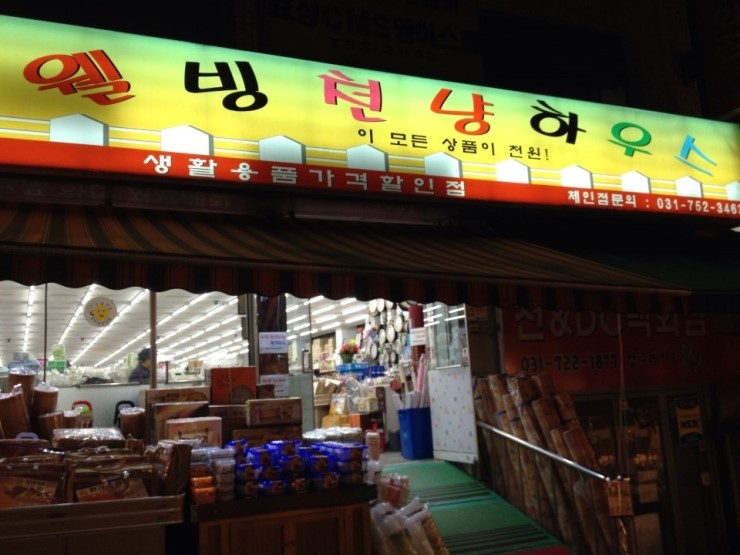 웰빙천냥하우스
이 모든 상품이 천원!
생활용품가격할인점
체인점문의 : 031-752-346
031-722-1877